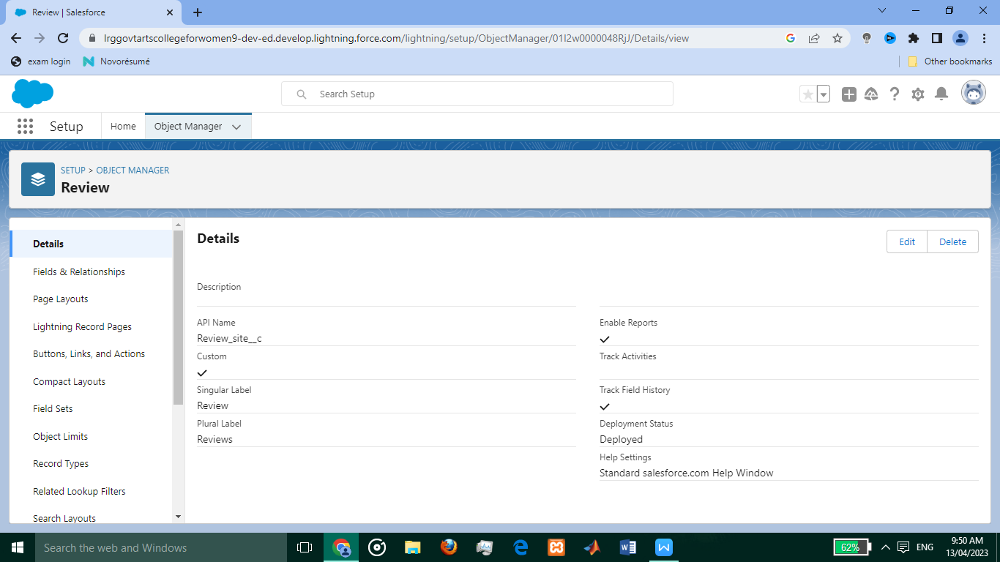 Review | Salesforce
lrggovtartscollegeforwomen9-dev-ed.develop.lightning.force.com/lightning/setup/ObjectManager/01I2w0000048RjJ/Details/view
exam login
Novorésumé
Other bookmarks
Search Setup
Setup
Home
Object Manager
SETUP > OBJECT MANAGER
Review
Details
Fields & Relationships
Page Layouts
Lightning Record Pages
Buttons, Links, and Actions
Compact Layouts
Field Sets
Object Limits
Record Types
Related Lookup Filters
Search Layouts
Details
Edit
Delete
Description
API Name
Review_site__c
Custom
Singular Label
Review
Plural Label
Reviews
Enable Reports
Track Activities
Track Field History
Deployment Status
Deployed
Help Settings
Standard salesforce.com Help Window
Search the web and Windows
62%
ENG
9:50 AM
13/04/2023